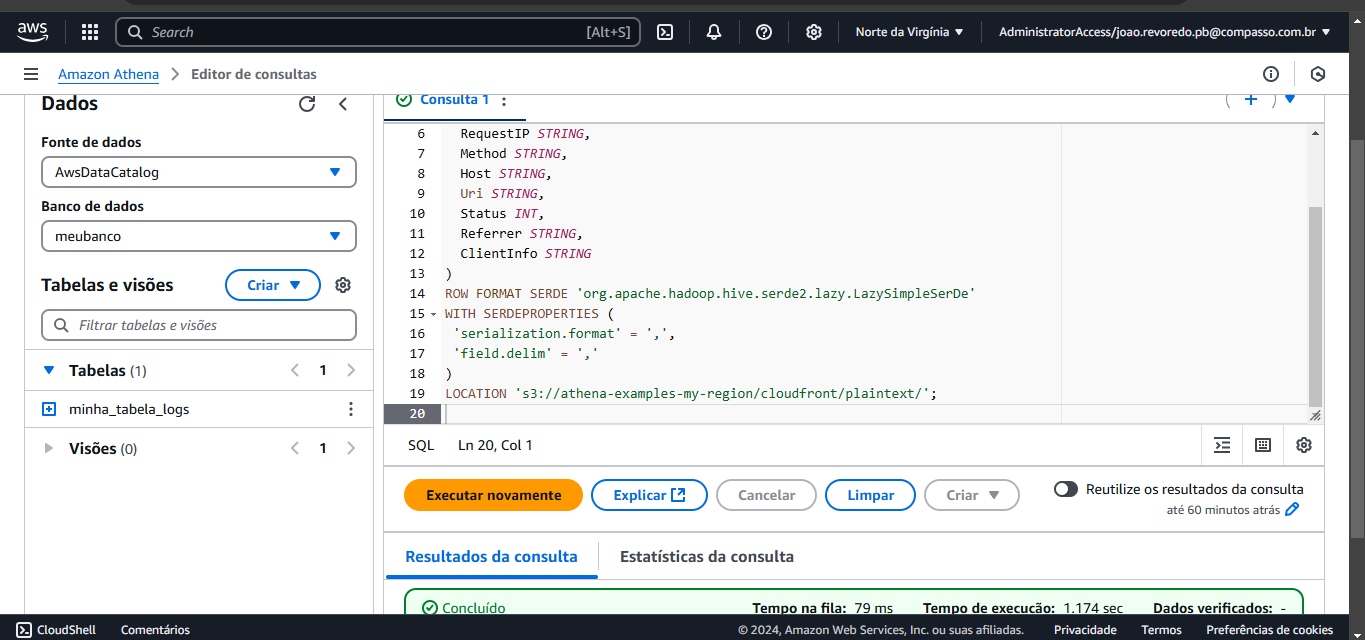 aws
Search
[Alt+S]
Norte da Virgínia
AdministratorAccess/joao.revoredo.pb@compasso.com.br
Amazon Athena
Editor de consultas
Dados
Fonte de dados
AwsDataCatalog
Banco de dados
meubanco
Tabelas e visões
Criar
Filtrar tabelas e visões
Tabelas (1)
1
minha_tabela_logs
Visões (0)
1
Consulta 1
6 RequestIP STRING,
7 Method STRING,
8 Host STRING,
9 Uri STRING,
10 Status INT,
11 Referrer STRING,
12 ClientInfo STRING
13 )
14 ROW FORMAT SERDE 'org.apache.hadoop.hive.serde2.lazy.LazySimpleSerDe'
15 WITH SERDEPROPERTIES (
16 'serialization.format' = ',',
17 'field.delim' = ','
18 )
19 LOCATION 's3://athena-examples-my-region/cloudfront/plaintext/';
20
SQL Ln 20, Col 1
Executar novamente
Explicar
Cancelar
Limpar
Criar
Reutilize os resultados da consulta
até 60 minutos atrás
Resultados da consulta
Estatísticas da consulta
Concluído
Tempo na fila: 79 ms
Tempo de execução: 1.174 sec
Dados verificados: -
CloudShell
Comentários
© 2024, Amazon Web Services, Inc. ou suas afiliadas.
Privacidade
Termos
Preferências de cookies